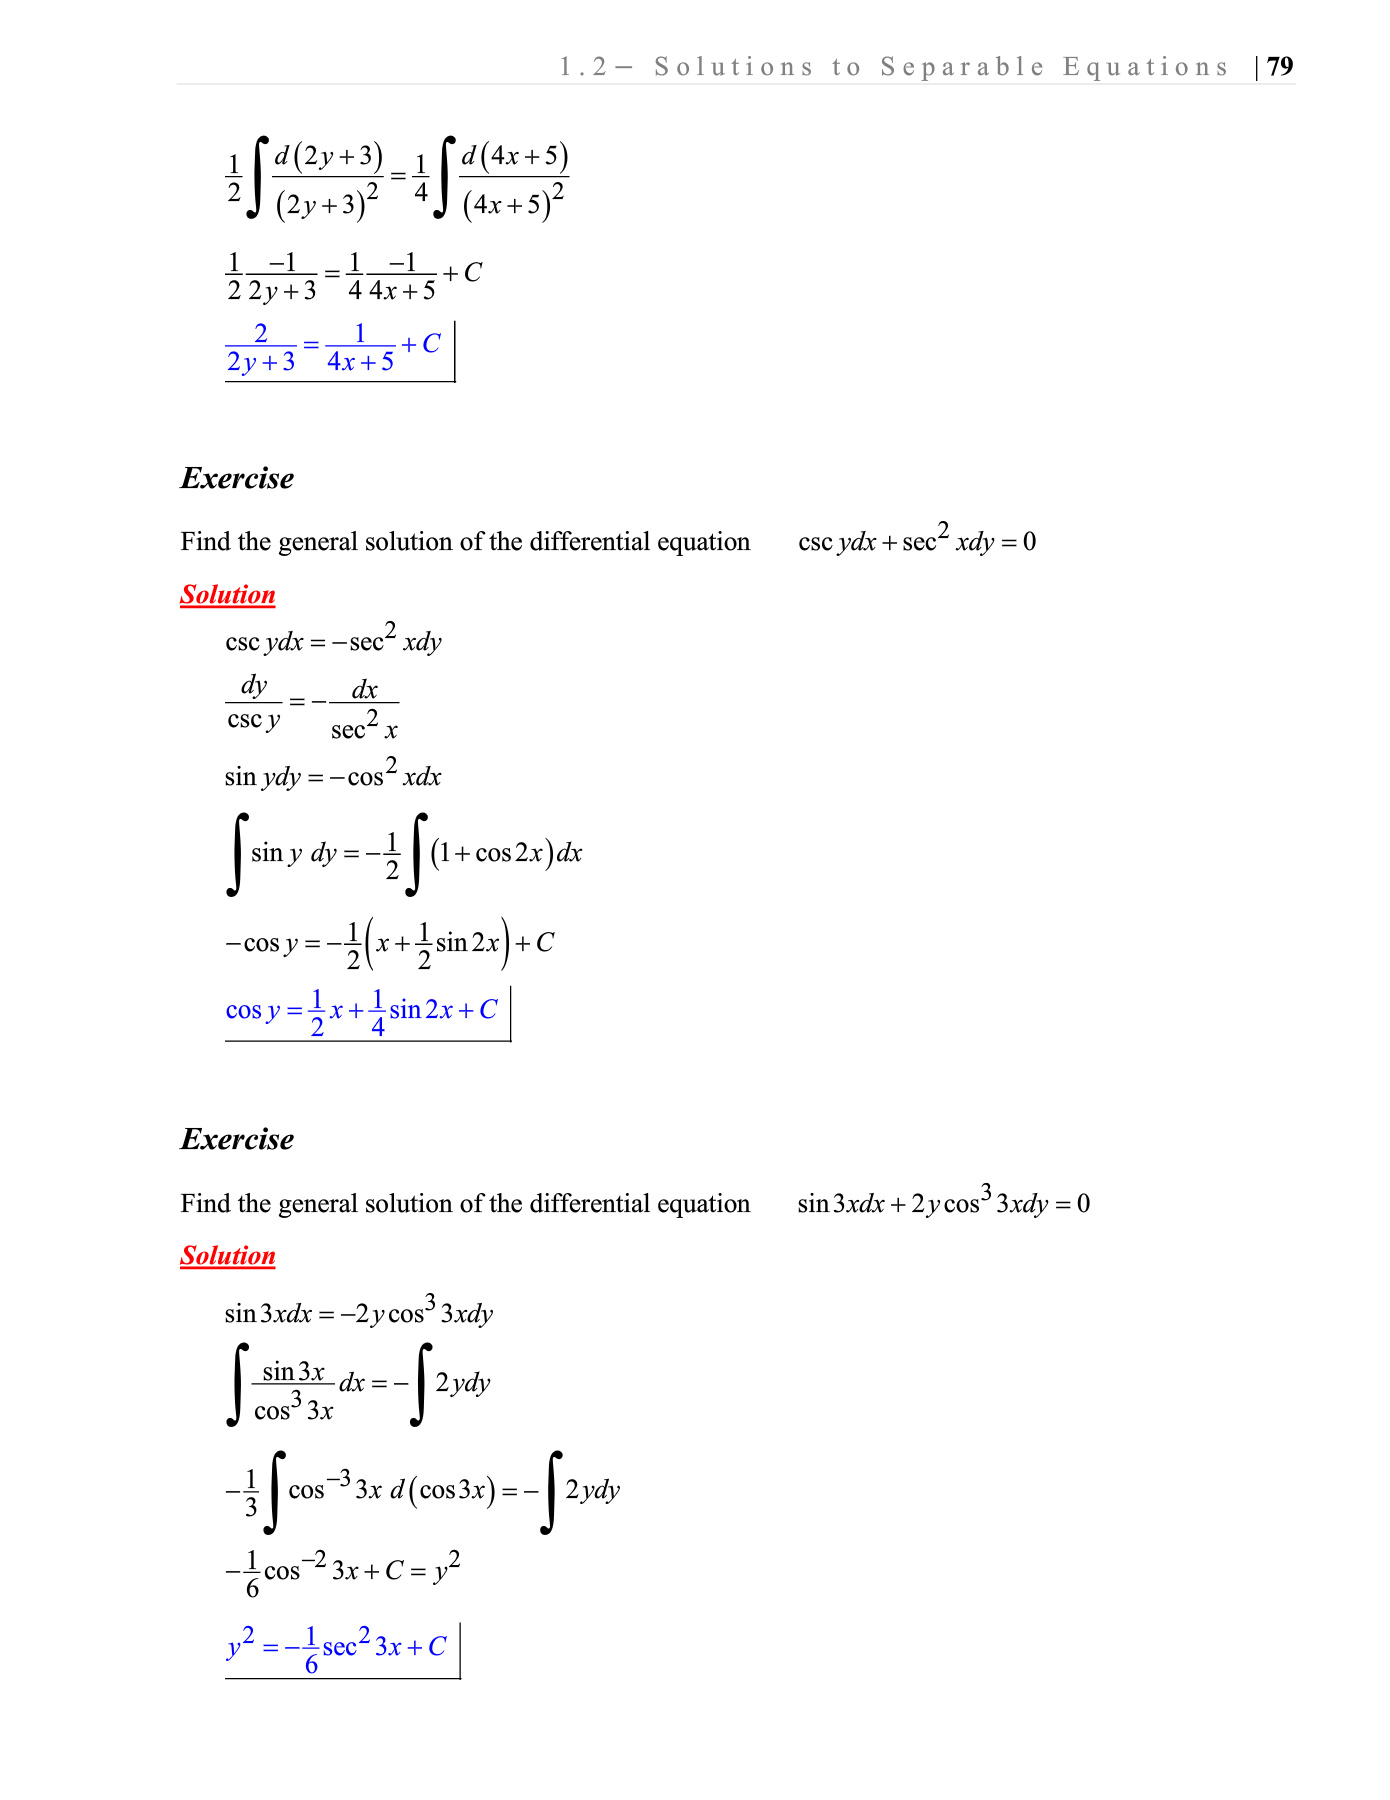 1.2 – Solutions to Separable Equations |79
$\frac{1}{2}\int \frac{d(2y+3)}{(2y+3)^2} = \frac{1}{4}\int \frac{d(4x+5)}{(4x+5)^2}$
$\frac{1}{2}\frac{-1}{2y+3} = \frac{1}{4}\frac{-1}{4x+5} + C$
$\frac{2}{2y+3} = \frac{1}{4x+5} + C$
Exercise
Find the general solution of the differential equation $\csc y dx + \sec^2 x dy = 0$
Solution
$\csc y dx = -\sec^2 x dy$
$\frac{dy}{\csc y} = -\frac{dx}{\sec^2 x}$
$\sin y dy = -\cos^2 x dx$
$\int \sin y \, dy = -\frac{1}{2}\int (1 + \cos 2x) dx$
$-\cos y = -\frac{1}{2}\left(x + \frac{1}{2}\sin 2x\right) + C$
$\cos y = \frac{1}{2}x + \frac{1}{4}\sin 2x + C$
Exercise
Find the general solution of the differential equation $\sin 3x dx + 2y \cos^3 3x dy = 0$
Solution
$\sin 3x dx = -2y \cos^3 3x dy$
$\int \frac{\sin 3x}{\cos^3 3x} dx = -\int 2y dy$
$-\frac{1}{3}\int \cos^{-3} 3x \, d(\cos 3x) = -\int 2y dy$
$-\frac{1}{6}\cos^{-2} 3x + C = y^2$
$y^2 = -\frac{1}{6}\sec^2 3x + C$